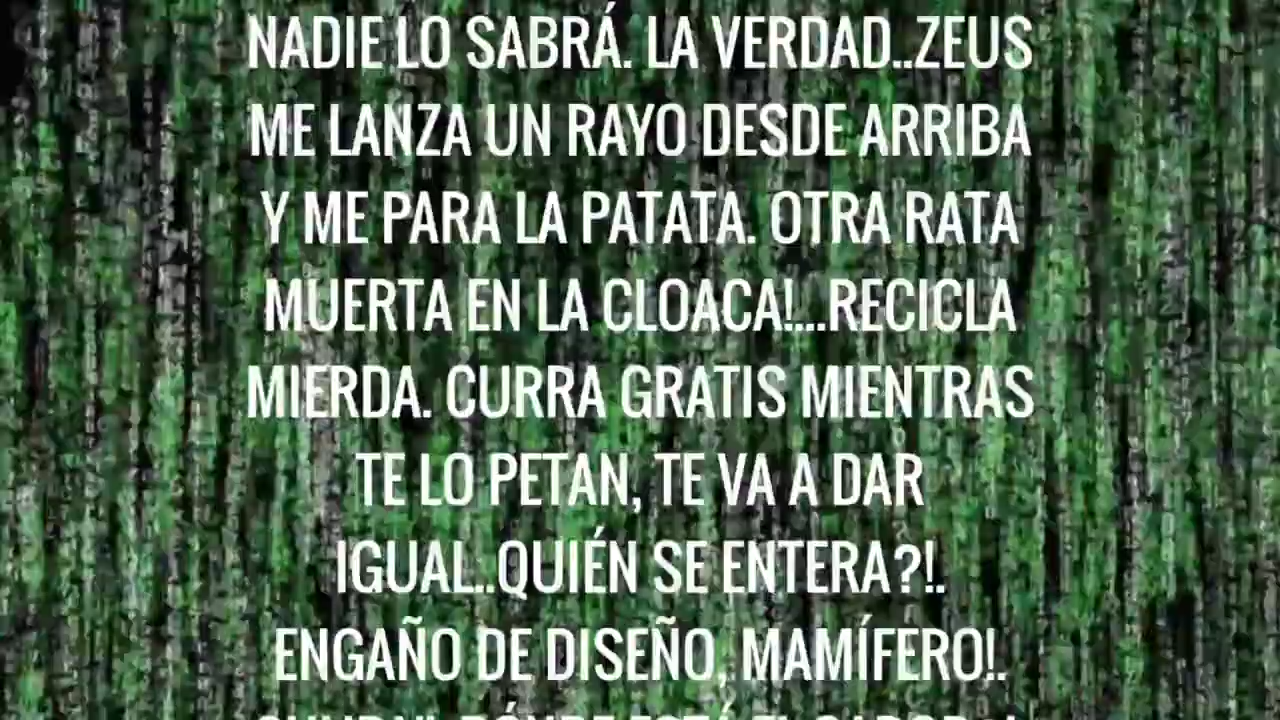 NADIE LO SABRÁ. LA VERDAD..ZEUS
ME LANZA UN RAYO DESDE ARRIBA
Y ME PARA LA PATATA. OTRA RATA
MUERTA EN LA CLOACA!...RECICLA
MIERDA. CURRA GRATIS MIENTRAS
TE LO PETAN, TE VA A DAR
IGUAL..QUIÉN SE ENTERA?!.
ENGAÑO DE DISEÑO, MAMÍFERO!.